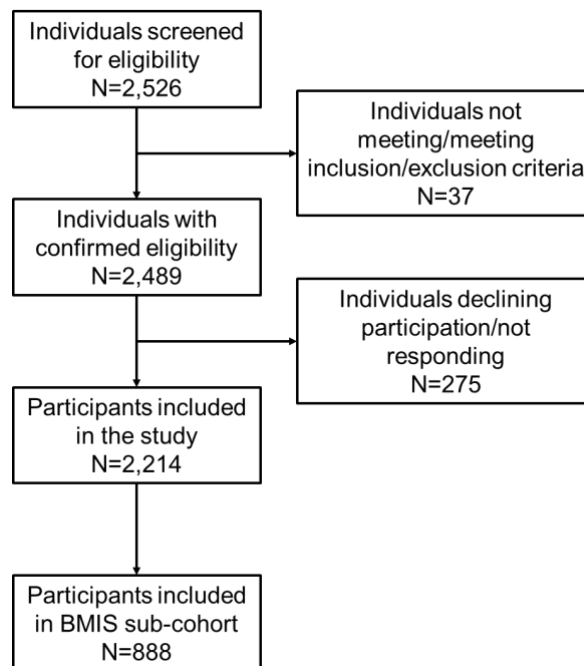 Individuals screened
for eligibility
N=2,526
Individuals not
meeting/meeting
inclusion/exclusion criteria
N=37
Individuals with
confirmed eligibility
N=2,489
Individuals declining
participation/not
responding
N=275
Participants included
in the study
N=2,214
Participants included
in BMIS sub-cohort
N=888